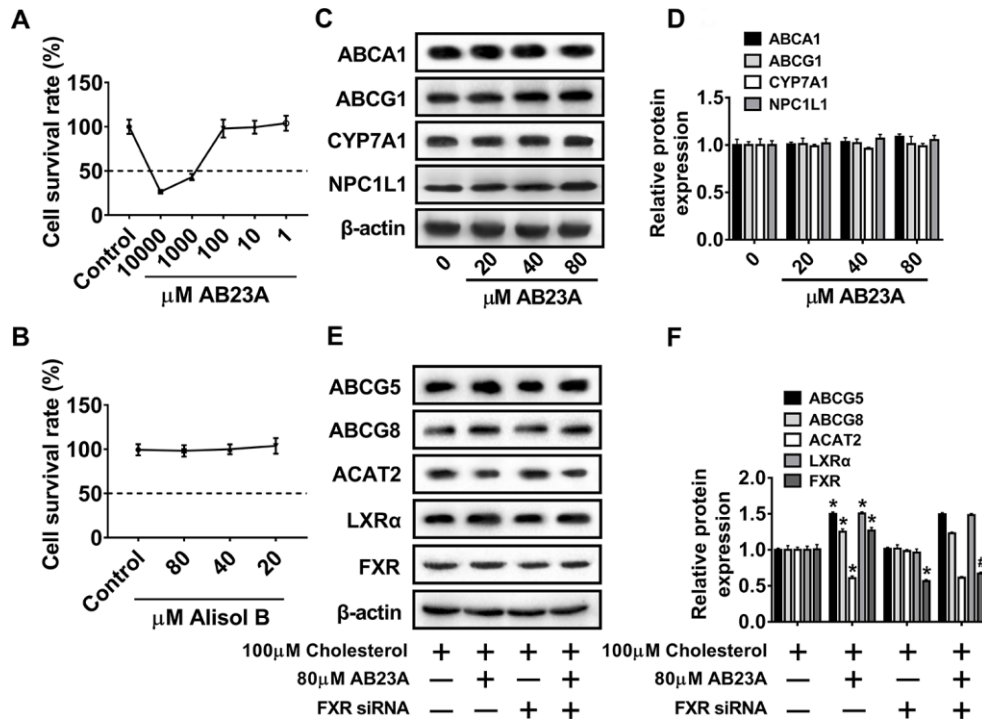 A
Cell survival rate (%)
150
100
50
0
Control
10000
1000
100
10
1
μM AB23A
B
Cell survival rate (%)
150
100
50
0
Control
80
40
20
μM Alisol B
C
ABCA1
ABCG1
CYP7A1
NPC1L1
β-actin
0
20
40
80
μM AB23A
D
ABCA1
ABCG1
CYP7A1
NPC1L1
Relative protein
expression
1.5
1.0
0.5
0.0
0
20
40
80
μM AB23A
E
ABCG5
ABCG8
ACAT2
LXRα
FXR
β-actin
100μM Cholesterol + + + +
80μM AB23A — + — +
FXR siRNA — — + +
F
ABCG5
ABCG8
ACAT2
LXRα
FXR
Relative protein
expression
2.0
1.5
1.0
0.5
0.0
* * * * * * #
100μM Cholesterol + + + +
80μM AB23A — + — +
FXR siRNA — — + +